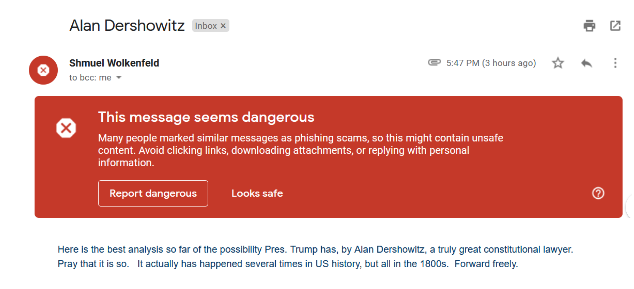 Alan Dershowitz Inbox x
Shmuel Wolkenfeld 5:47 PM (3 hours ago)
to bcc: me
This message seems dangerous
Many people marked similar messages as phishing scams, so this might contain unsafe
content. Avoid clicking links, downloading attachments, or replying with personal
information.
Report dangerous Looks safe
Here is the best analysis so far of the possibility Pres. Trump has, by Alan Dershowitz, a truly great constitutional lawyer.
Pray that it is so. It actually has happened several times in US history, but all in the 1800s. Forward freely.